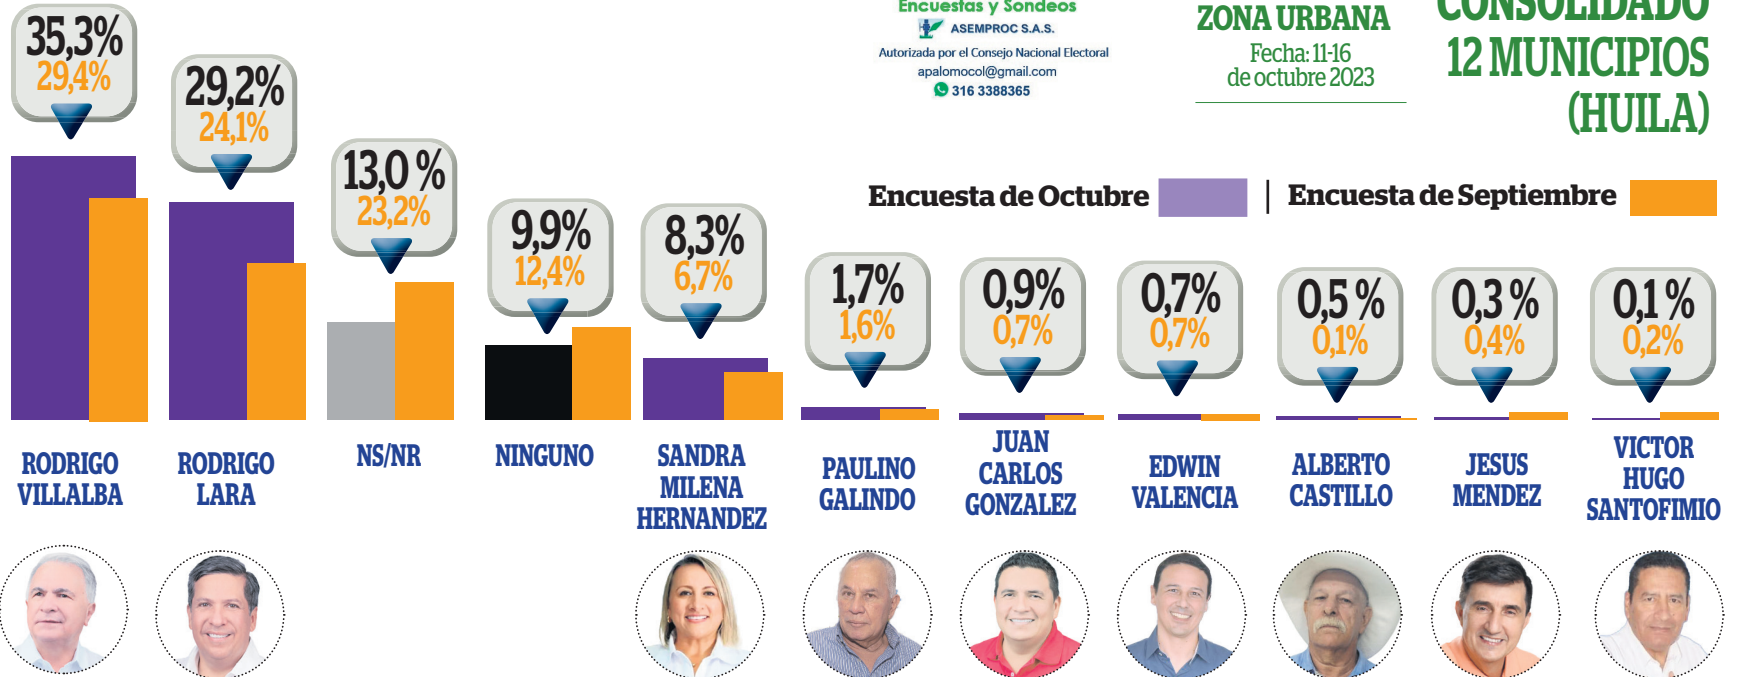 Encuestas y Sondeos
ASEMPROC S.A.S.
Autorizada por el Consejo Nacional Electoral
apalomocol@gmail.com
316 3388365
ZONA URBANA
Fecha: 11-16
de octubre 2023
CONSOLIDADO
12 MUNICIPIOS
(HUILA)
Encuesta de Octubre | Encuesta de Septiembre
35,3%
29,4%
29,2%
24,1%
13,0 %
23,2%
9,9%
12,4%
8,3%
6,7%
1,7%
1,6%
0,9%
0,7%
0,7%
0,7%
0,5 %
0,1%
0,3 %
0,4%
0,1 %
0,2%
RODRIGO
VILLALBA
RODRIGO
LARA
NS/NR
NINGUNO
SANDRA
MILENA
HERNANDEZ
PAULINO
GALINDO
JUAN
CARLOS
GONZALEZ
EDWIN
VALENCIA
ALBERTO
CASTILLO
JESUS
MENDEZ
VICTOR
HUGO
SANTOFIMIO